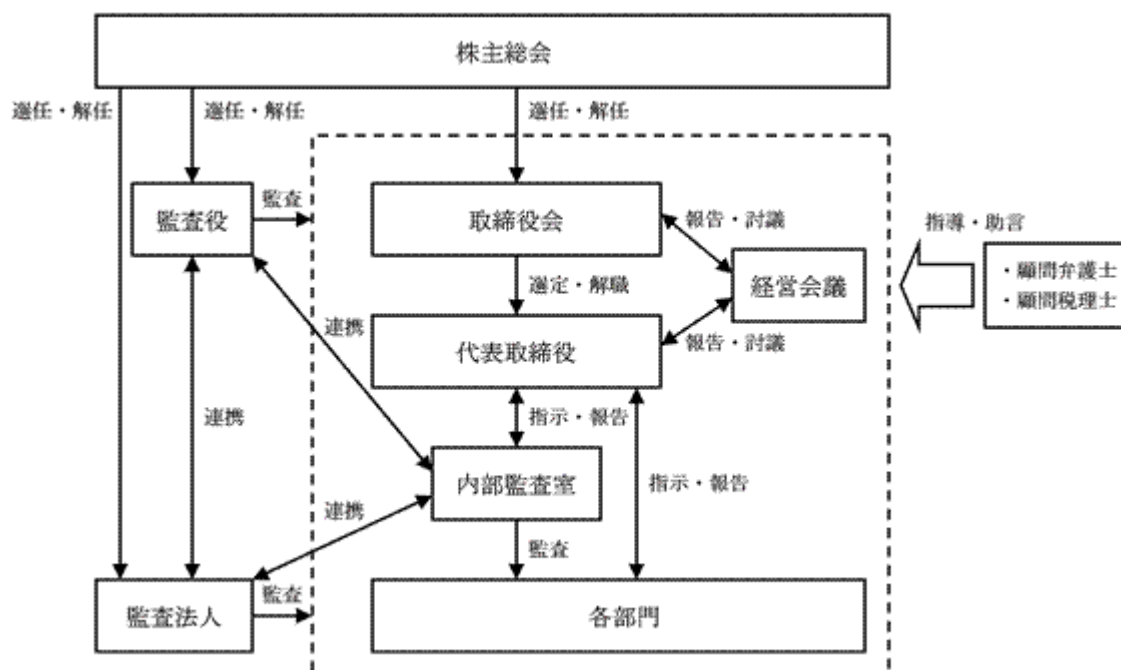 株主総会
選任・解任
選任・解任
選任・解任
監査役
監査
取締役会
報告・討議
指導・助言
・顧問弁護士
・顧問税理士
経営会議
選定・解職
連携
代表取締役
報告・討議
連携
指示・報告
内部監査室
指示・報告
連携
監査
監査法人
監査
各部門